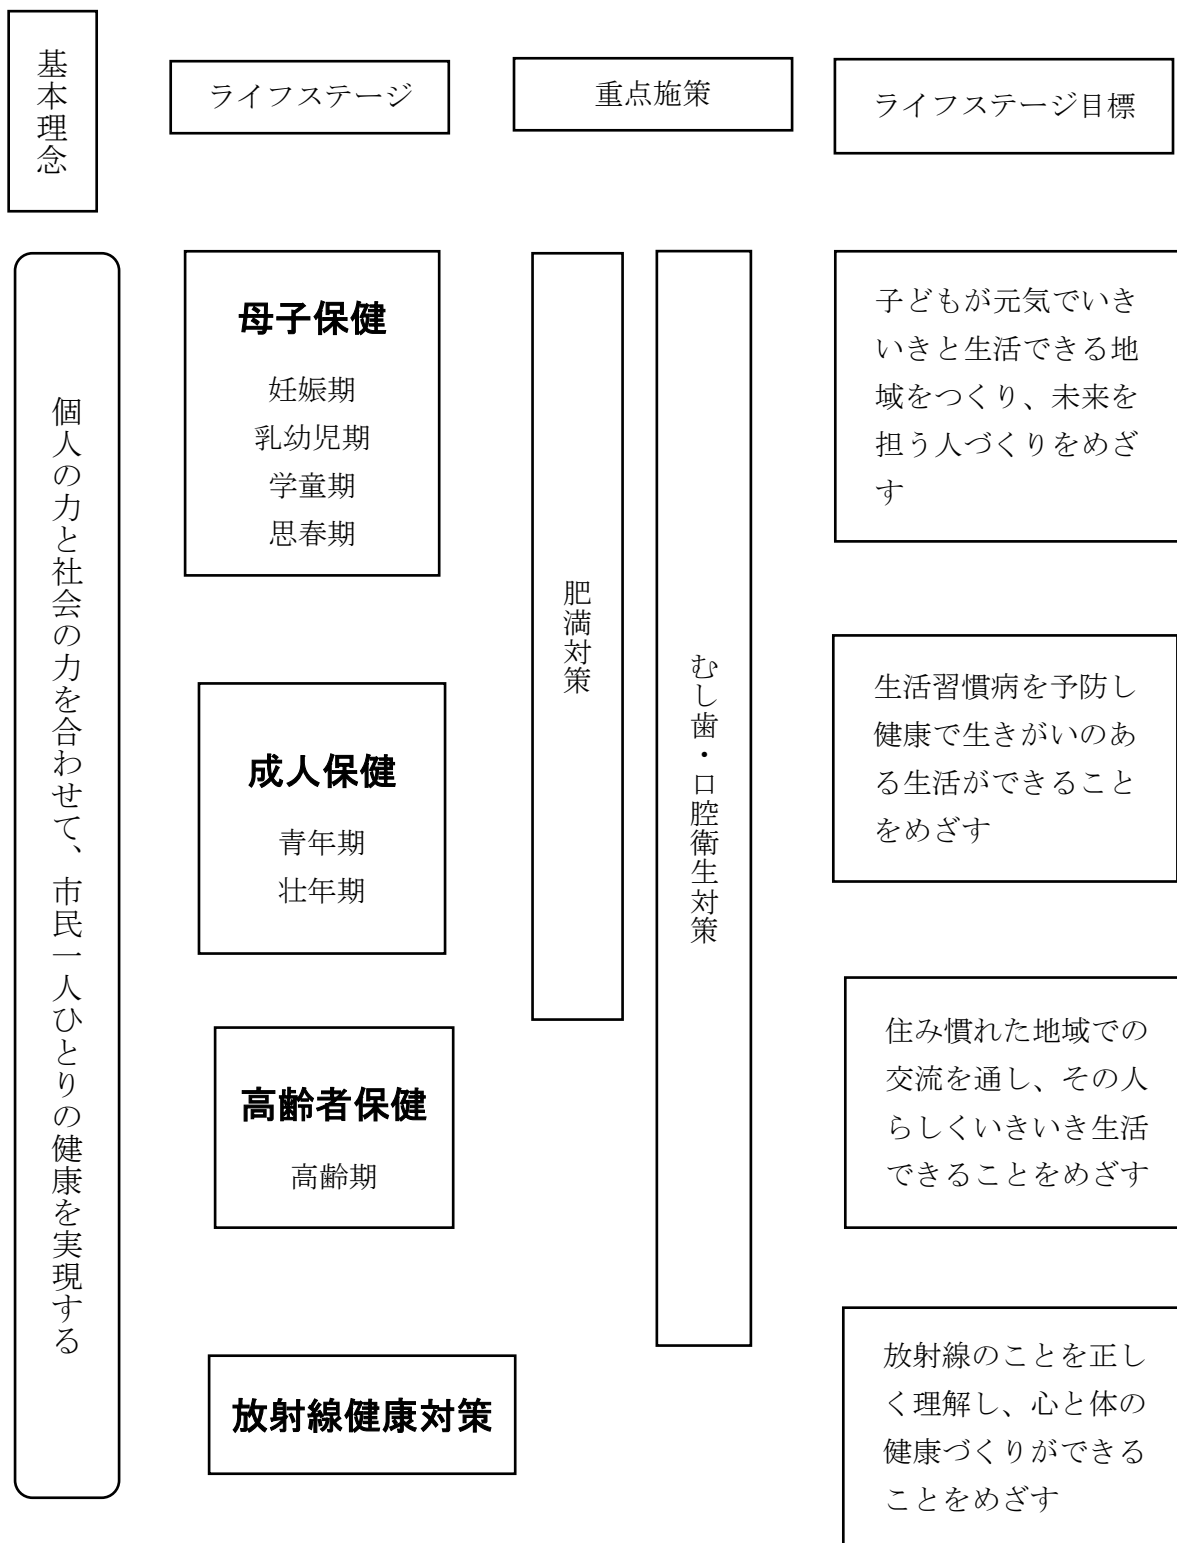 基本理念
ライフステージ
重点施策
ライフステージ目標
個人の力と社会の力を合わせて、市民一人ひとりの健康を実現する
母子保健
妊娠期
乳幼児期
学童期
思春期
成人保健
青年期
壮年期
高齢者保健
高齢期
放射線健康対策
肥満対策
むし歯・口腔衛生対策
子どもが元気でいき
いきと生活できる地
域をつくり、未来を
担う人づくりをめざ
す
生活習慣病を予防し
健康で生きがいのあ
る生活ができること
をめざす
住み慣れた地域での
交流を通し、その人
らしくいきいき生活
できることをめざす
放射線のことを正し
く理解し、心と体の
健康づくりができる
ことをめざす